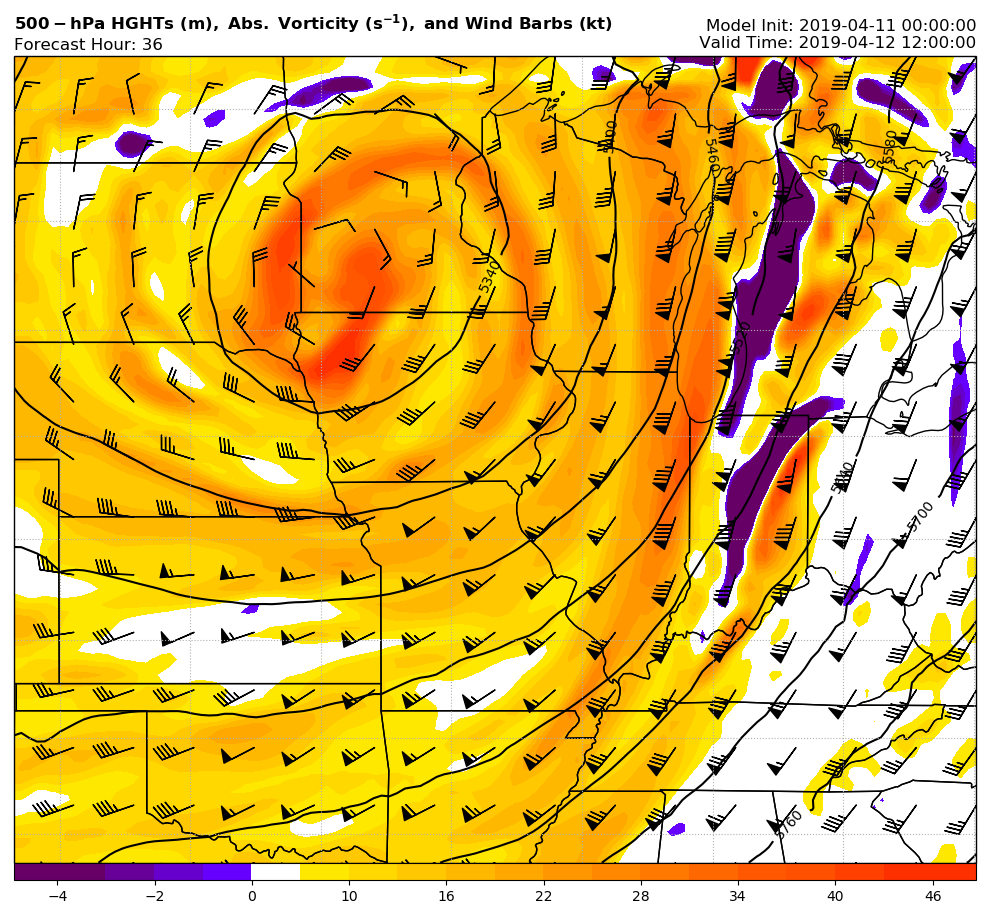 500 − hPa HGHTs (m), Abs. Vorticity (s⁻¹), and Wind Barbs (kt)
Model Init: 2019-04-11 00:00:00
Forecast Hour: 36
Valid Time: 2019-04-12 12:00:00
5400
5460
5580
5340
5520
5640
5700
5760
−4 −2 0 10 16 22 28 34 40 46